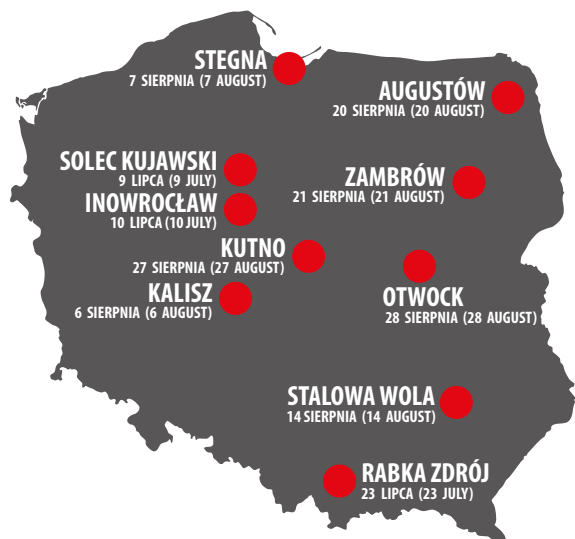 STEGNA
7 SIERPNIA (7 AUGUST)
AUGUSTÓW
20 SIERPNIA (20 AUGUST)
SOLEC KUJAWSKI
9 LIPCA (9 JULY)
ZAMBRÓW
21 SIERPNIA (21 AUGUST)
INOWROCŁAW
10 LIPCA (10 JULY)
KUTNO
27 SIERPNIA (27 AUGUST)
KALISZ
6 SIERPNIA (6 AUGUST)
OTWOCK
28 SIERPNIA (28 AUGUST)
STALOWA WOLA
14 SIERPNIA (14 AUGUST)
RABKA ZDRÓJ
23 LIPCA (23 JULY)